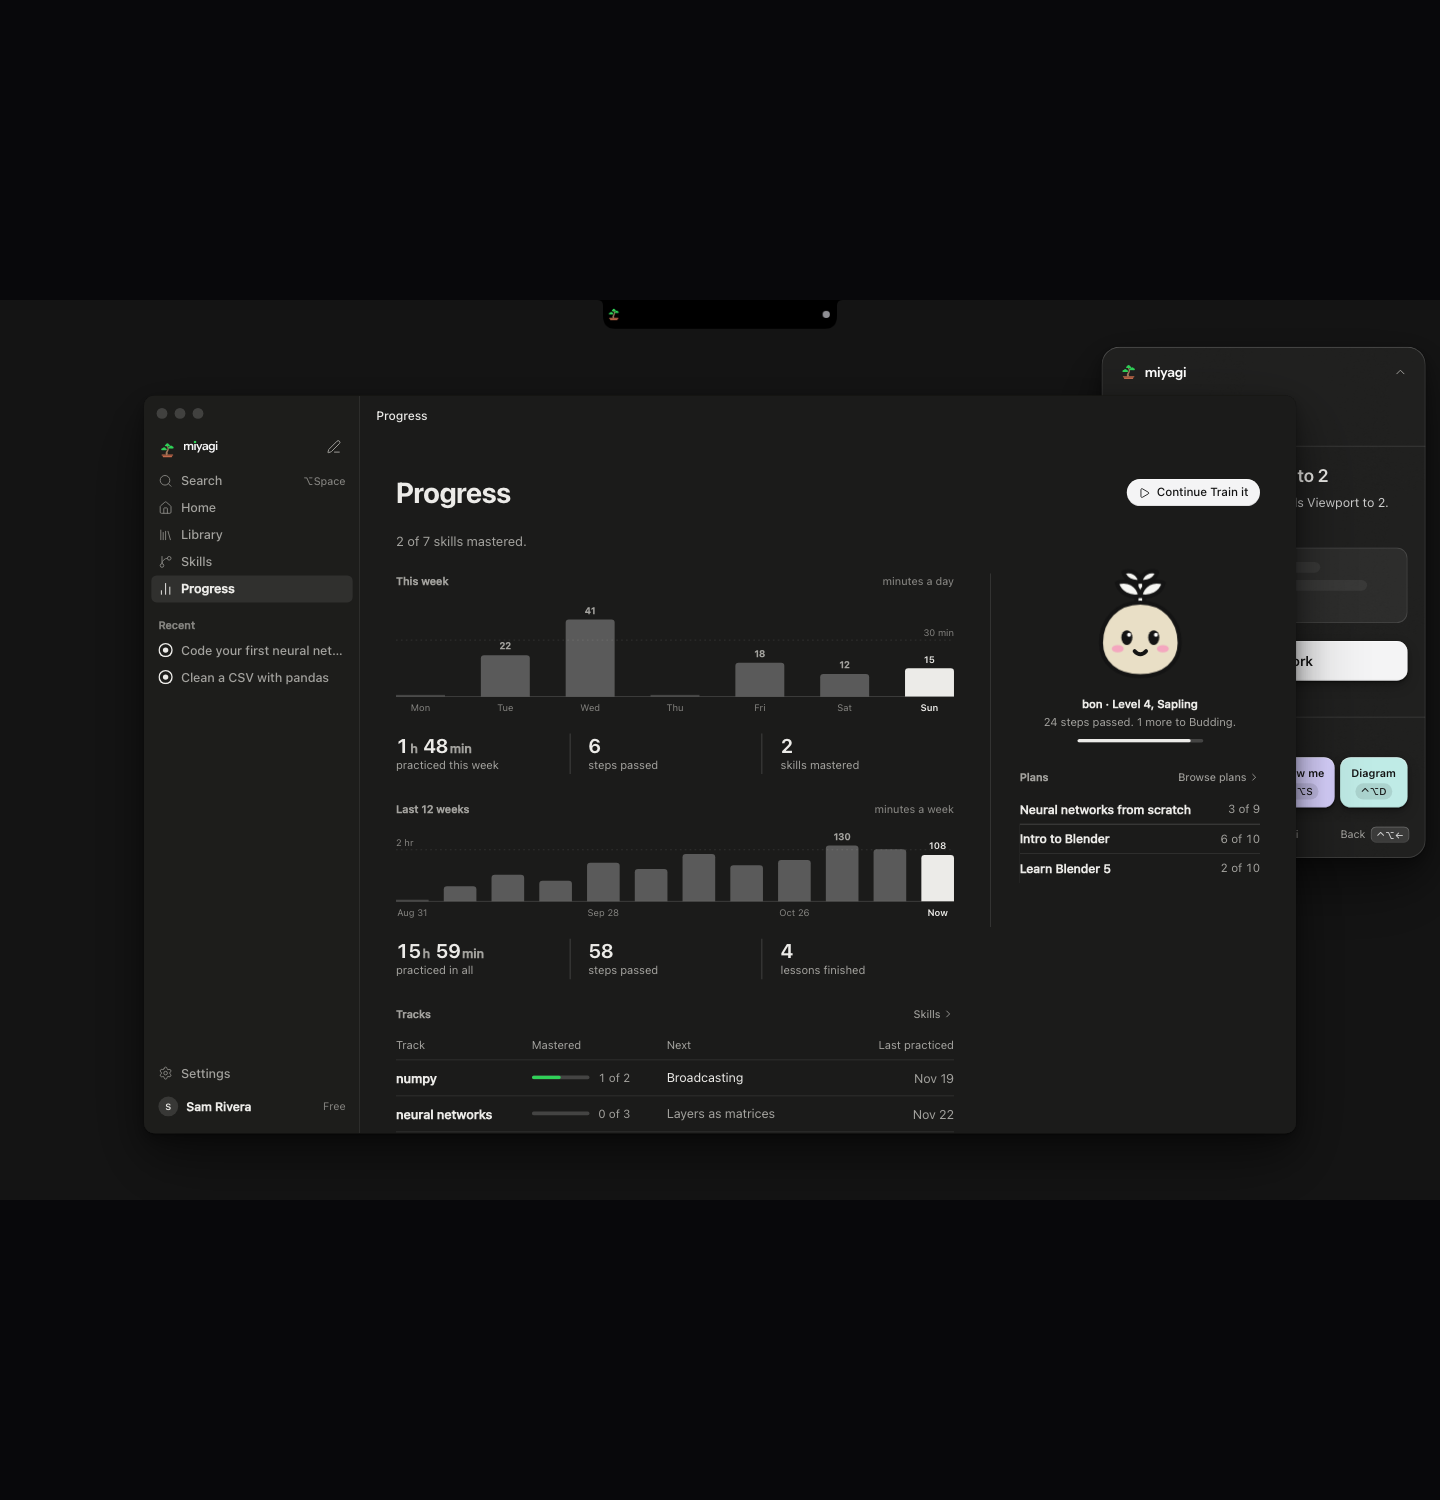 miyagi
Progress
miyagi
Search ⌥Space
Home
Library
Skills
Progress
Recent
Code your first neural net...
Clean a CSV with pandas
Settings
S Sam Rivera Free
Progress
Continue Train it
2 of 7 skills mastered.
This week minutes a day
30 min
22 41 18 12 15
Mon Tue Wed Thu Fri Sat Sun
1h 48min
practiced this week
6
steps passed
2
skills mastered
Last 12 weeks minutes a week
2 hr
130 108
Aug 31 Sep 28 Oct 26 Now
15h 59min
practiced in all
58
steps passed
4
lessons finished
Tracks Skills
Track Mastered Next Last practiced
numpy 1 of 2 Broadcasting Nov 19
neural networks 0 of 3 Layers as matrices Nov 22
bon · Level 4, Sapling
24 steps passed. 1 more to Budding.
Plans Browse plans
Neural networks from scratch 3 of 9
Intro to Blender 6 of 10
Learn Blender 5 2 of 10
to 2
ls Viewport to 2.
ork
w me
⌥S
Diagram
^⌥D
i
Back ^⌥←